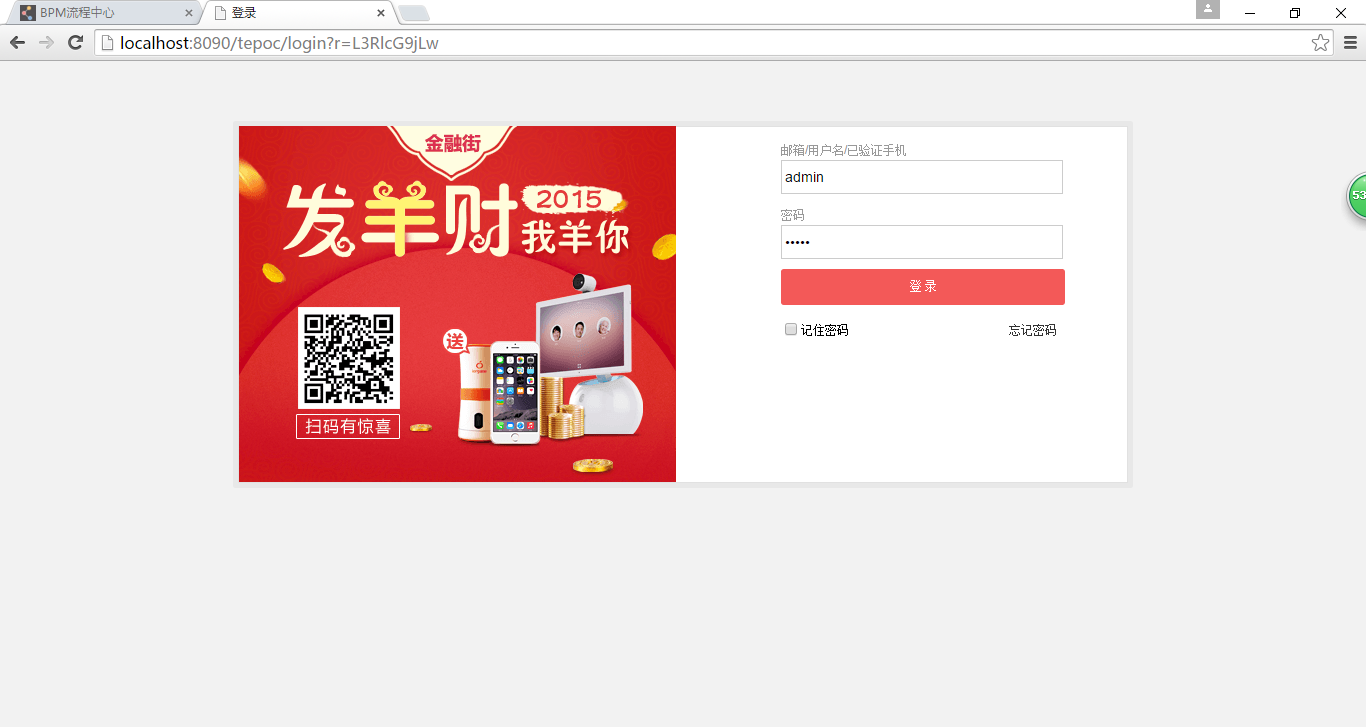 BPM流程中心
登录
localhost:8090/tepoc/login?r=L3RlcG9jLw
金融街
发羊财
2015
我羊你
送
扫码有惊喜
邮箱/用户名/已验证手机
admin
密码
•••••
登 录
记住密码
忘记密码
53